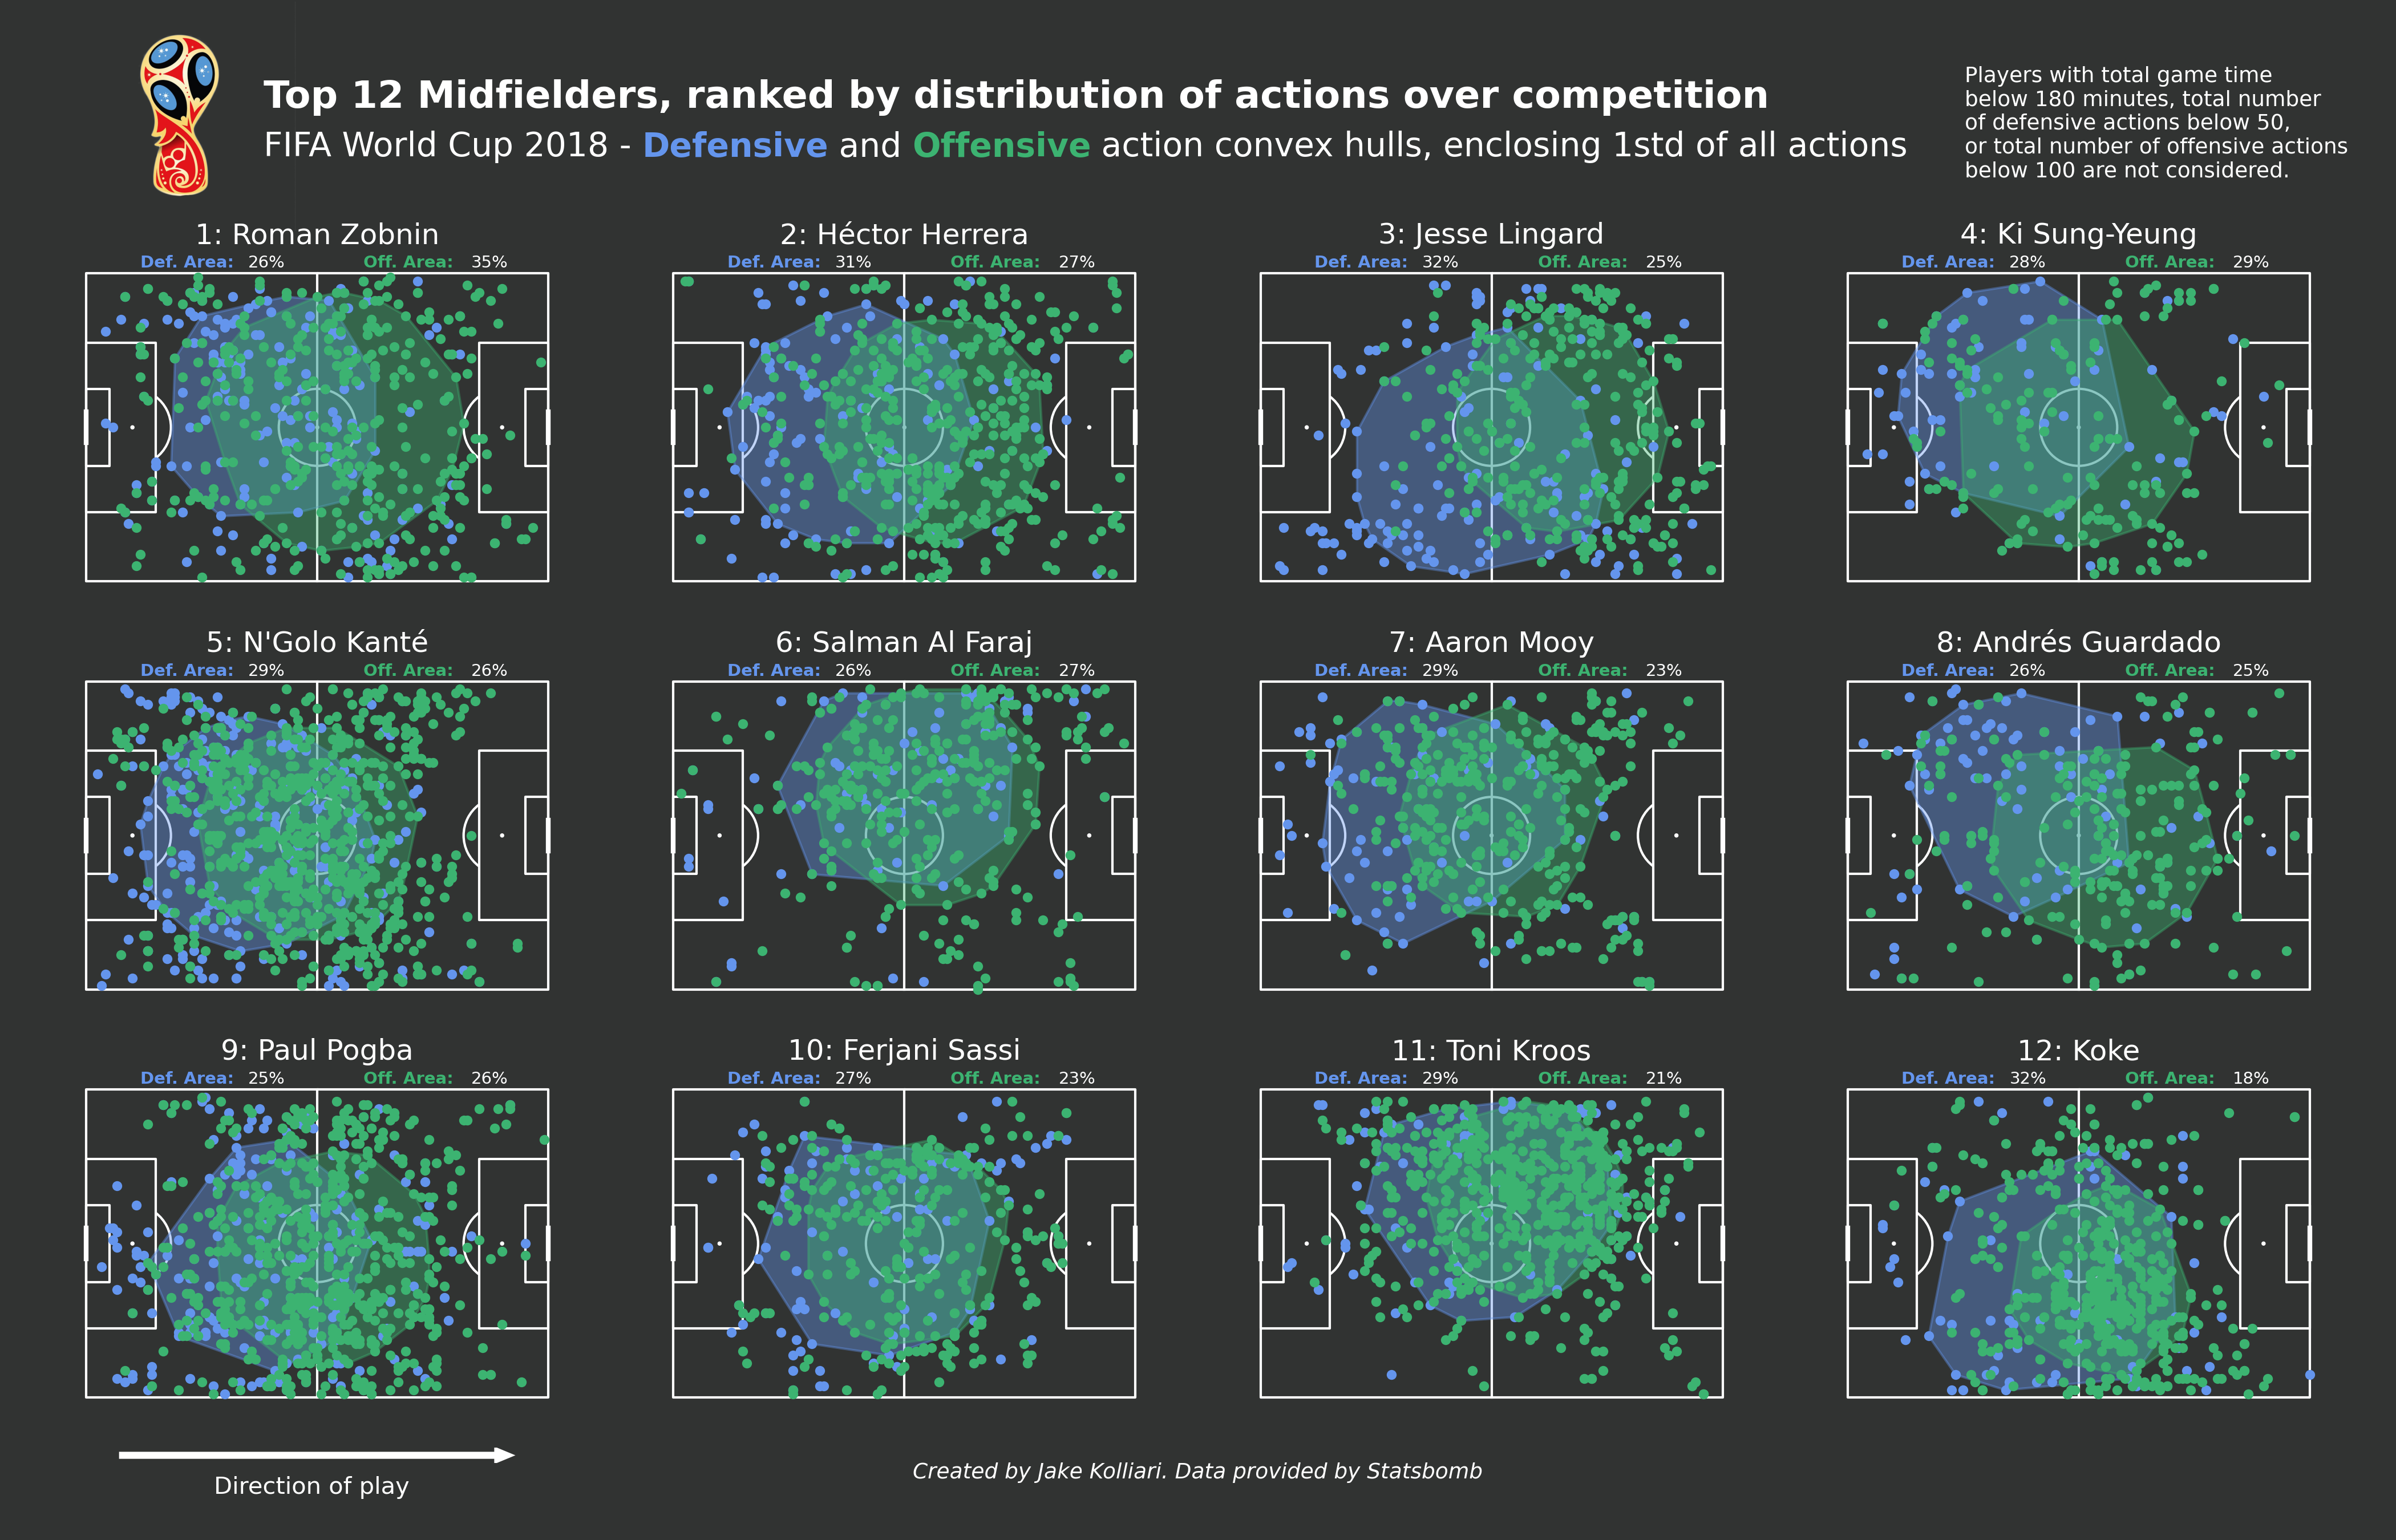 Top 12 Midfielders, ranked by distribution of actions over competition
FIFA World Cup 2018 - Defensive and Offensive action convex hulls, enclosing 1std of all actions
Players with total game time
below 180 minutes, total number
of defensive actions below 50,
or total number of offensive actions
below 100 are not considered.
1: Roman Zobnin
Def. Area: 26% Off. Area: 35%
2: Héctor Herrera
Def. Area: 31% Off. Area: 27%
3: Jesse Lingard
Def. Area: 32% Off. Area: 25%
4: Ki Sung-Yeung
Def. Area: 28% Off. Area: 29%
5: N'Golo Kanté
Def. Area: 29% Off. Area: 26%
6: Salman Al Faraj
Def. Area: 26% Off. Area: 27%
7: Aaron Mooy
Def. Area: 29% Off. Area: 23%
8: Andrés Guardado
Def. Area: 26% Off. Area: 25%
9: Paul Pogba
Def. Area: 25% Off. Area: 26%
10: Ferjani Sassi
Def. Area: 27% Off. Area: 23%
11: Toni Kroos
Def. Area: 29% Off. Area: 21%
12: Koke
Def. Area: 32% Off. Area: 18%
Direction of play
Created by Jake Kolliari. Data provided by Statsbomb